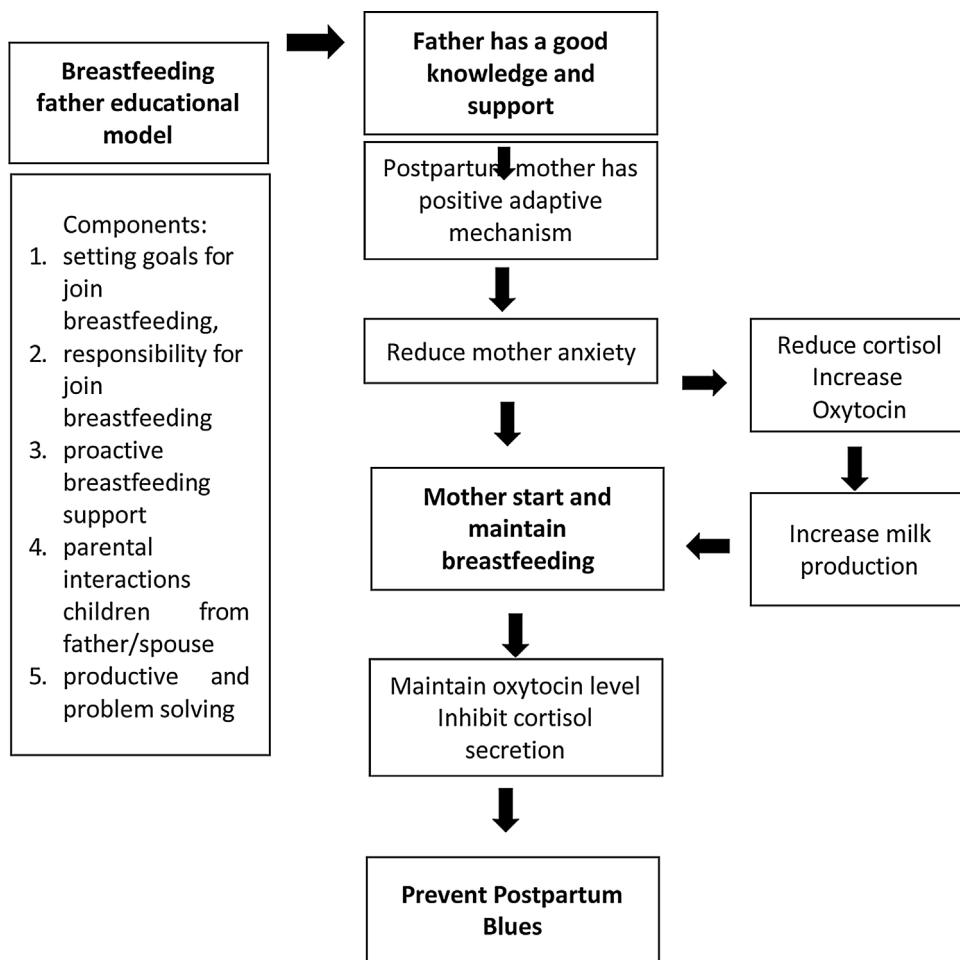 Breastfeeding
father educational
model
Components:
1. setting goals for
join
breastfeeding,
2. responsibility for
join
breastfeeding
3. proactive
breastfeeding
support
4. parental
interactions
children from
father/spouse
5. productive and
problem solving
Father has a good
knowledge and
support
Postpartum mother has
positive adaptive
mechanism
Reduce mother anxiety
Reduce cortisol
Increase
Oxytocin
Increase milk
production
Mother start and
maintain
breastfeeding
Maintain oxytocin level
Inhibit cortisol
secretion
Prevent Postpartum
Blues